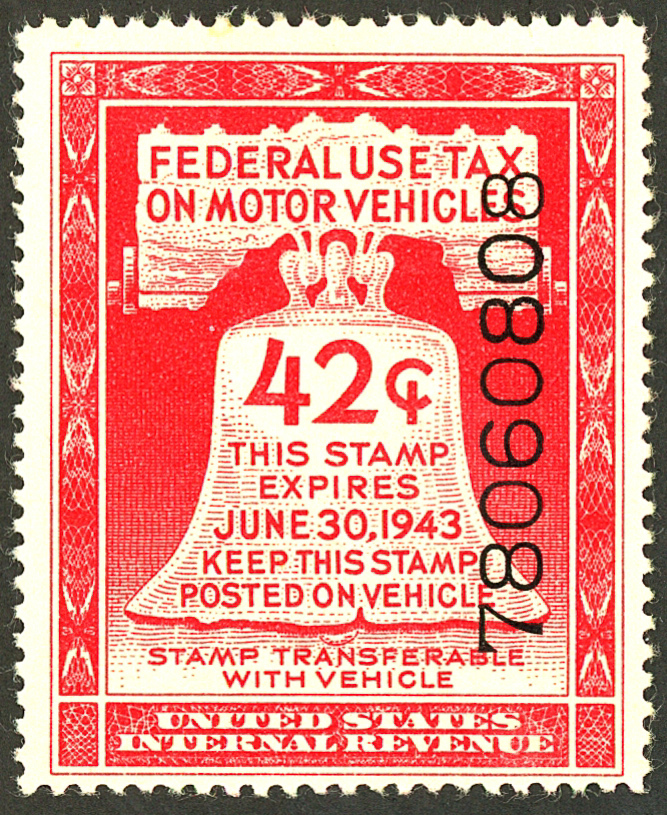 FEDERAL USE TAX
ON MOTOR VEHICLES
42¢
THIS STAMP
EXPIRES
JUNE 30, 1943
KEEP THIS STAMP
POSTED ON VEHICLE
STAMP TRANSFERABLE
WITH VEHICLE
UNITED STATES
INTERNAL REVENUE
78060808